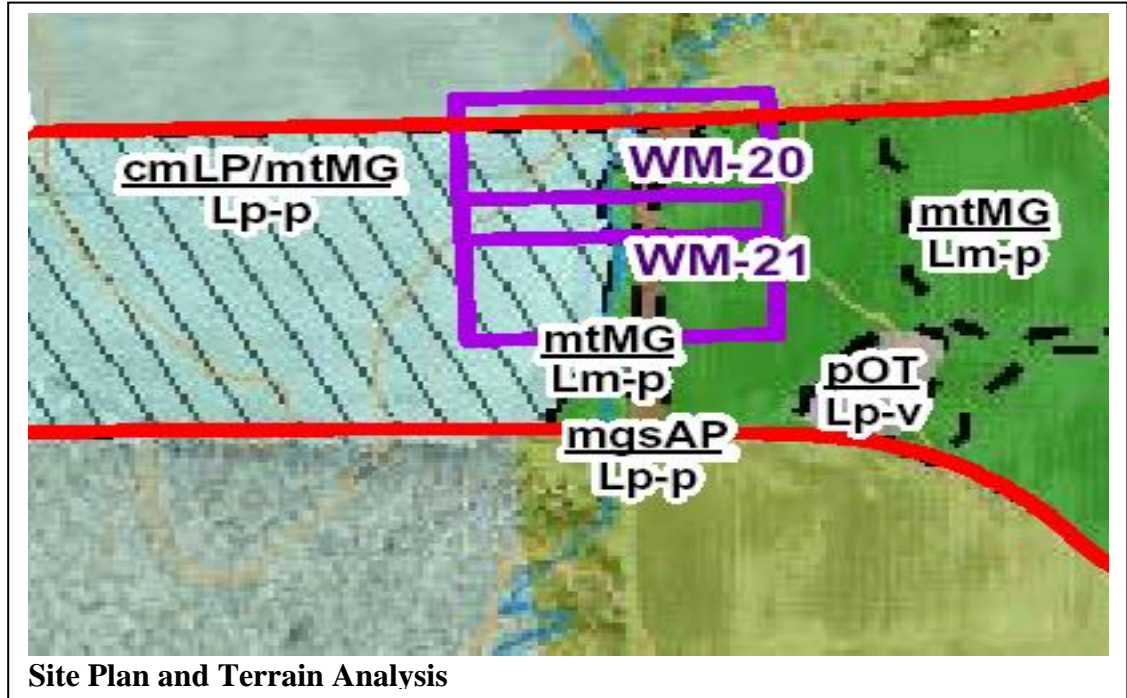 cmLP/mtMG
Lp-p
WM-20
mtMG
Lm-p
WM-21
mtMG
Lm-p
pOT
Lp-v
mgsAP
Lp-p
Site Plan and Terrain Analysis